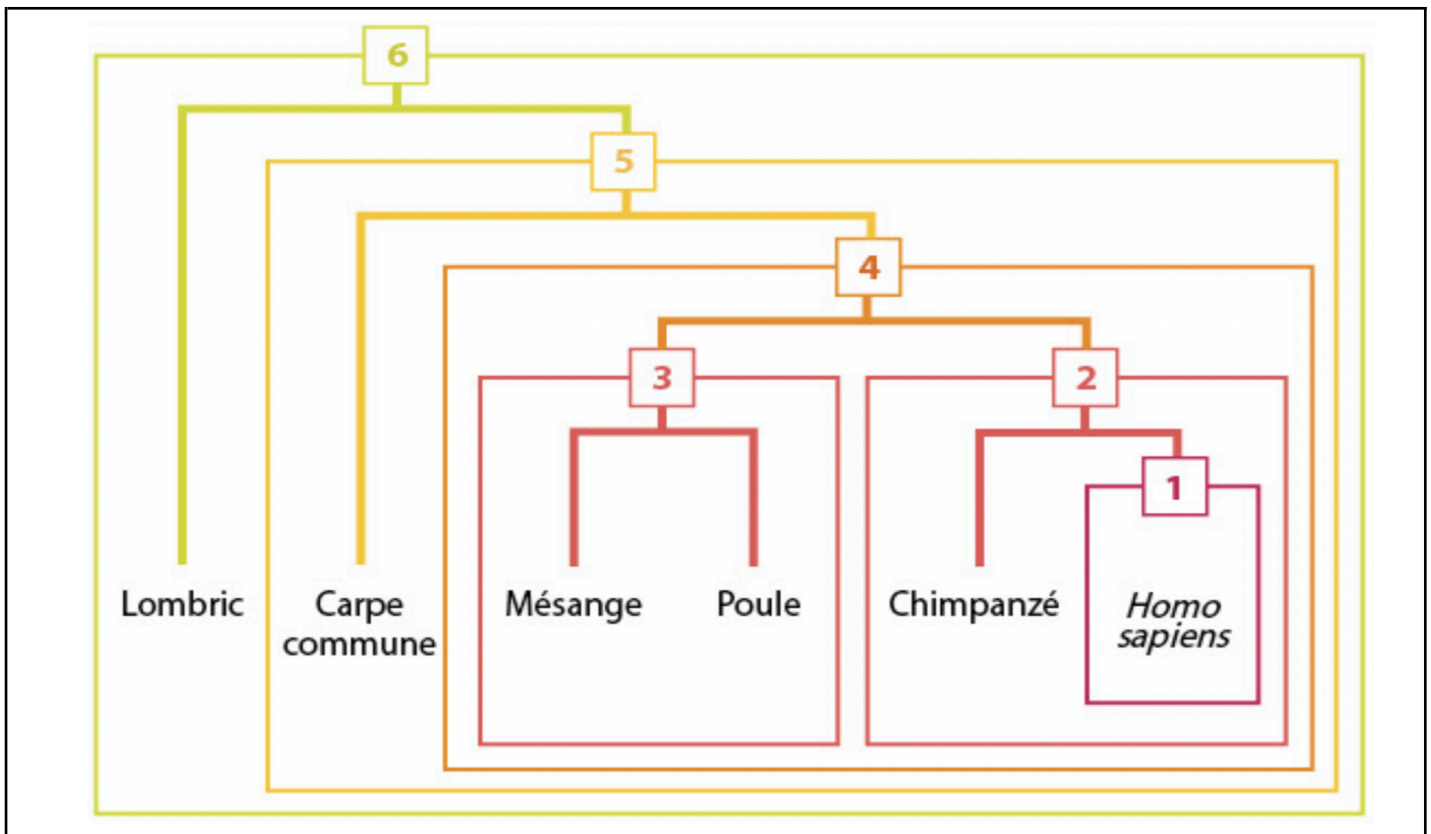 6
5
4
3
2
1
Lombric
Carpe
commune
Mésange
Poule
Chimpanzé
Homo
sapiens